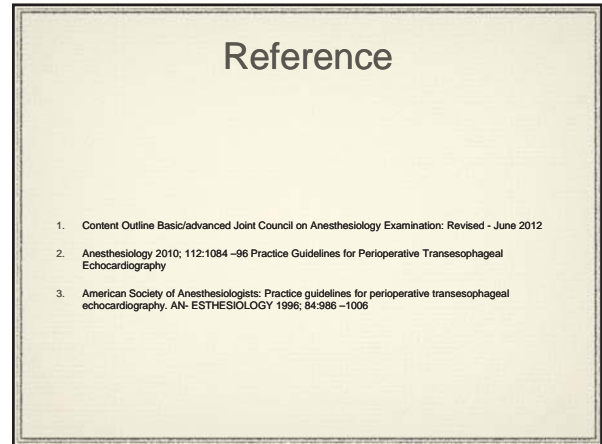 Reference
1. Content Outline Basic/advanced Joint Council on Anesthesiology Examination: Revised - June 2012
2. Anesthesiology 2010; 112:1084 –96 Practice Guidelines for Perioperative Transesophageal
Echocardiography
3. American Society of Anesthesiologists: Practice guidelines for perioperative transesophageal
echocardiography. AN- ESTHESIOLOGY 1996; 84:986 –1006